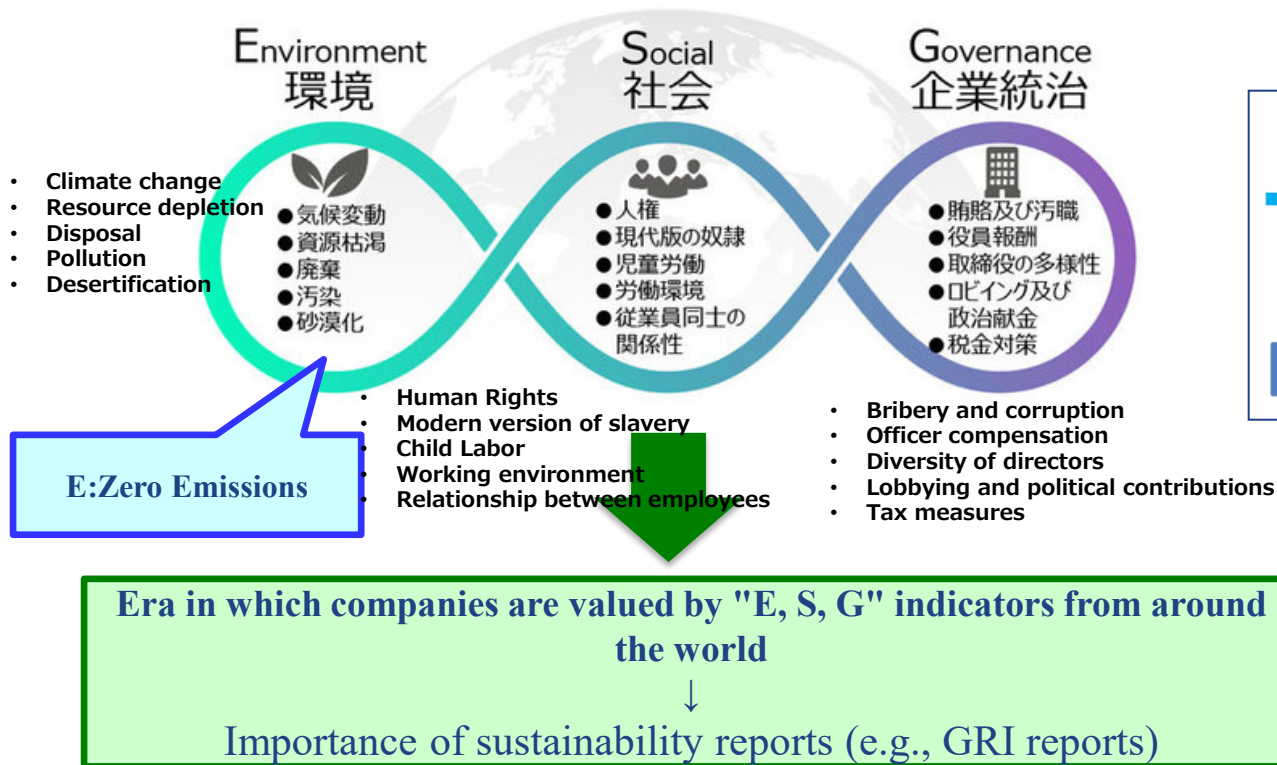 Environment
環境
Social
社会
Governance
企業統治
• Climate change
• Resource depletion
• Disposal
• Pollution
• Desertification
●気候変動
●資源枯渇
●廃棄
●汚染
●砂漠化
●人権
●現代版の奴隷
●児童労働
●労働環境
●従業員同士の
関係性
●賄賂及び汚職
●役員報酬
●取締役の多様性
●ロビイング及び
政治献金
●税金対策
E:Zero Emissions
• Human Rights
• Modern version of slavery
• Child Labor
• Working environment
• Relationship between employees
• Bribery and corruption
• Officer compensation
• Diversity of directors
• Lobbying and political contributions
• Tax measures
Era in which companies are valued by "E, S, G" indicators from around
the world
↓
Importance of sustainability reports (e.g., GRI reports)